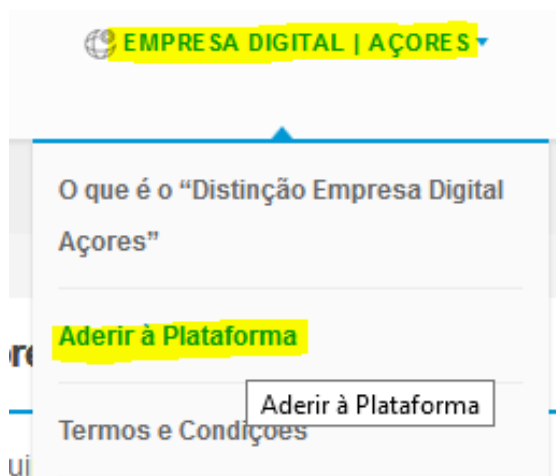 EMPRESA DIGITAL | AÇORES
O que é o “Distinção Empresa Digital
Açores”
Aderir à Plataforma
Aderir à Plataforma
Termos e Condições